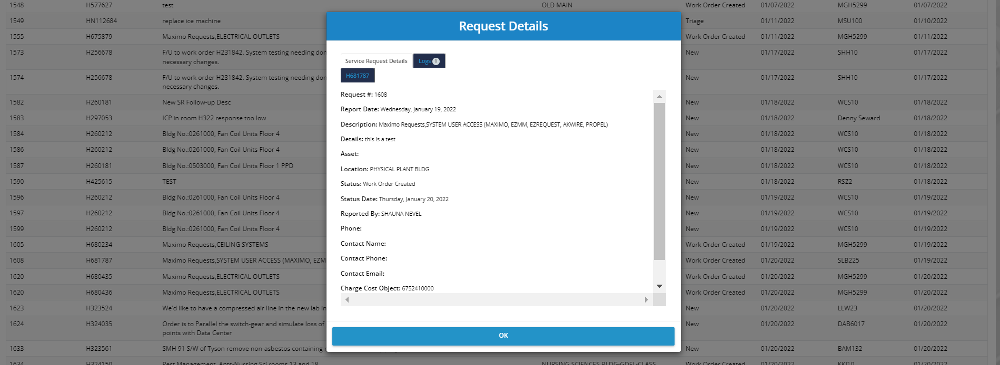 1548 H577627 test OLD MAIN Work Order Created 01/07/2022 MGH5299 01/07/2022
1549 HN112684 replace ice machine Triage 01/11/2022 MSU100 01/10/2022
1555 H675879 Maximo Requests,ELECTRICAL OUTLETS Work Order Created 01/11/2022 MGH5299 01/11/2022
1573 H256678 F/U to work order H231842. System testing needing don New 01/17/2022 SHH10 01/17/2022
necessary changes.
1574 H256678 F/U to work order H231842. System testing needing don New 01/17/2022 SHH10 01/17/2022
necessary changes.
1582 H260181 New SR Follow-up Desc New 01/18/2022 WCS10 01/18/2022
1583 H297053 ICP in room H322 response too low New 01/18/2022 Denny Seward 01/18/2022
1584 H260212 Bldg No.:0261000, Fan Coil Units Floor 4 New 01/18/2022 WCS10 01/18/2022
1586 H260212 Bldg No.:0261000, Fan Coil Units Floor 4 New 01/18/2022 WCS10 01/18/2022
1587 H260181 Bldg No.:0503000, Fan Coil Units Floor 1 PPD New 01/18/2022 WCS10 01/18/2022
1590 H425615 TEST New 01/18/2022 RSZ2 01/18/2022
1596 H260212 Bldg No.:0261000, Fan Coil Units Floor 4 New 01/19/2022 WCS10 01/19/2022
1597 H260212 Bldg No.:0261000, Fan Coil Units Floor 4 New 01/19/2022 WCS10 01/19/2022
1599 H260212 Bldg No.:0261000, Fan Coil Units Floor 4 New 01/19/2022 WCS10 01/19/2022
1605 H680234 Maximo Requests,CEILING SYSTEMS Work Order Created 01/19/2022 MGH5299 01/19/2022
1608 H681787 Maximo Requests,SYSTEM USER ACCESS (MAXIMO, EZM Work Order Created 01/20/2022 SLB225 01/19/2022
1620 H680435 Maximo Requests,ELECTRICAL OUTLETS Work Order Created 01/20/2022 MGH5299 01/20/2022
1620 H680436 Maximo Requests,ELECTRICAL OUTLETS Work Order Created 01/20/2022 MGH5299 01/20/2022
1623 H323524 We'd like to have a compressed air line in the new lab in New 01/20/2022 LLW23 01/20/2022
1624 H324035 Order is to Parallel the switch-gear and simulate loss of New 01/20/2022 DAB6017 01/20/2022
points with Data Center
1633 H323561 SMH 91 S/W of Tyson remove non-asbestos containing New 01/20/2022 BAM132 01/20/2022
1634 H324150 Pest Management, Ants-Nursing Sci rooms 13 and 18 NURSING SCIENCES BLDG-GDFL-CLASS Work Order Created 01/20/2022 KKJ10 01/20/2022
Request Details
Service Request Details Logs 0
H681787
Request #: 1608
Report Date: Wednesday, January 19, 2022
Description: Maximo Requests,SYSTEM USER ACCESS (MAXIMO, EZMM, EZREQUEST, AKWIRE, PROPEL)
Details: this is a test
Asset:
Location: PHYSICAL PLANT BLDG
Status: Work Order Created
Status Date: Thursday, January 20, 2022
Reported By: SHAUNA NEVEL
Phone:
Contact Name:
Contact Phone:
Contact Email:
Charge Cost Object: 6752410000
OK